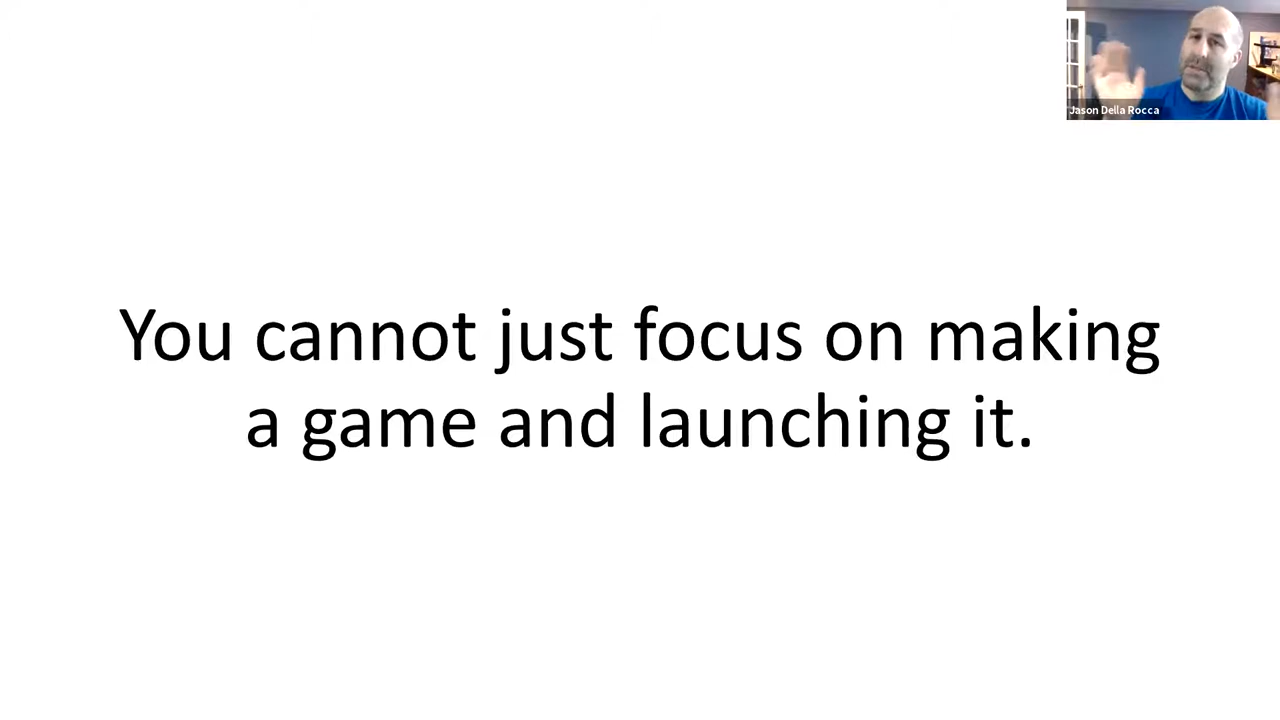 Jason Della Rocca
You cannot just focus on making
a game and launching it.